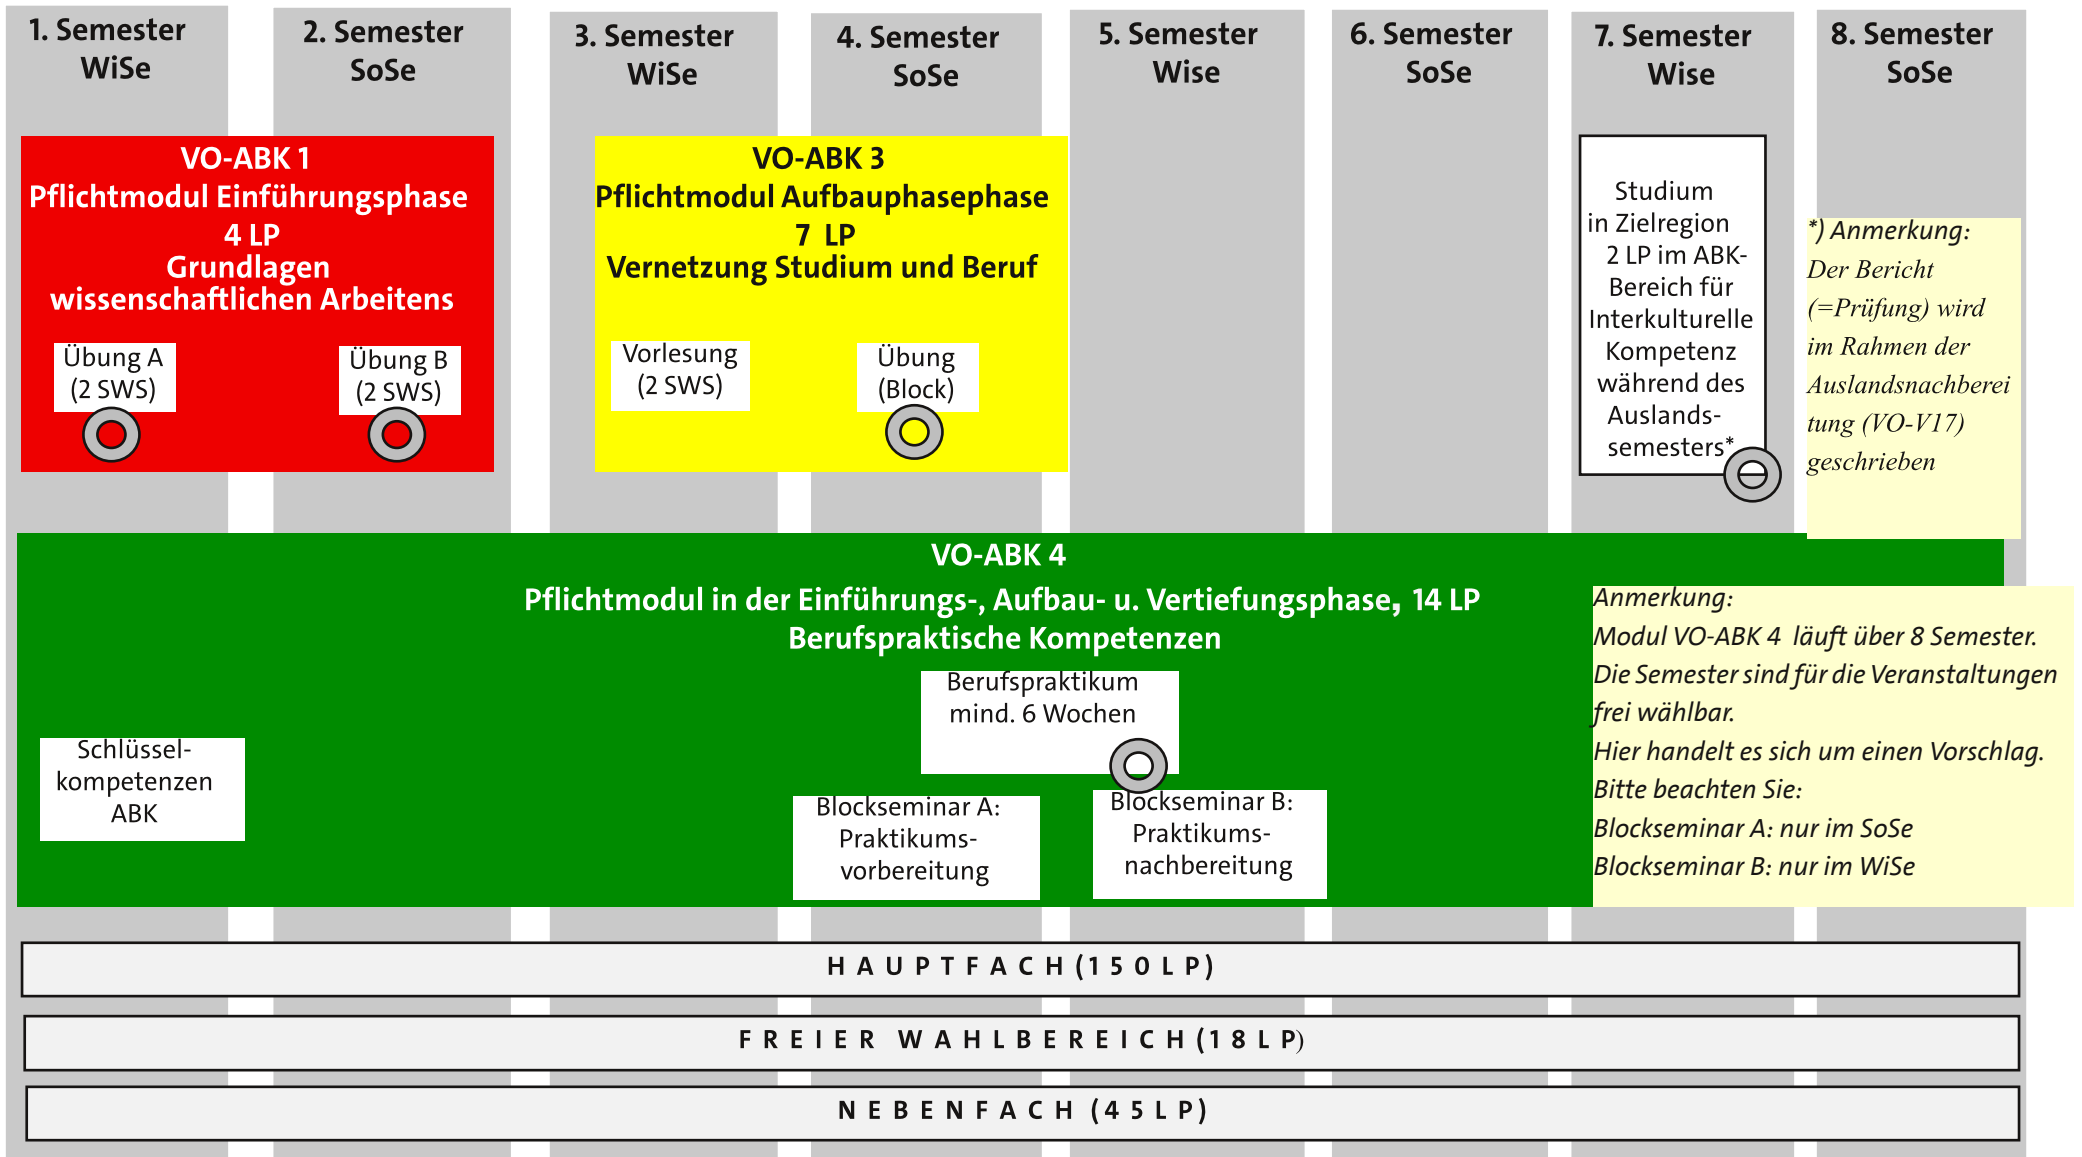 1. Semester
WiSe
2. Semester
SoSe
3. Semester
WiSe
4. Semester
SoSe
5. Semester
Wise
6. Semester
SoSe
7. Semester
Wise
8. Semester
SoSe
VO-ABK 1
Pflichtmodul Einführungsphase
4 LP
Grundlagen
wissenschaftlichen Arbeitens
Übung A
(2 SWS)
Übung B
(2 SWS)
VO-ABK 3
Pflichtmodul Aufbauphasephase
7 LP
Vernetzung Studium und Beruf
Vorlesung
(2 SWS)
Übung
(Block)
Studium
in Zielregion
2 LP im ABK-
Bereich für
Interkulturelle
Kompetenz
während des
Auslands-
semesters*
*) Anmerkung:
Der Bericht
(=Prüfung) wird
im Rahmen der
Auslandsnachberei
tung (VO-V17)
geschrieben
VO-ABK 4
Pflichtmodul in der Einführungs-, Aufbau- u. Vertiefungsphase, 14 LP
Berufspraktische Kompetenzen
Berufspraktikum
mind. 6 Wochen
Schlüssel-
kompetenzen
ABK
Blockseminar A:
Praktikums-
vorbereitung
Blockseminar B:
Praktikums-
nachbereitung
Anmerkung:
Modul VO-ABK 4 läuft über 8 Semester.
Die Semester sind für die Veranstaltungen
frei wählbar.
Hier handelt es sich um einen Vorschlag.
Bitte beachten Sie:
Blockseminar A: nur im SoSe
Blockseminar B: nur im WiSe
HAUPTFACH(150LP)
FREIER WAHLBEREICH(18LP)
NEBENFACH (45LP)